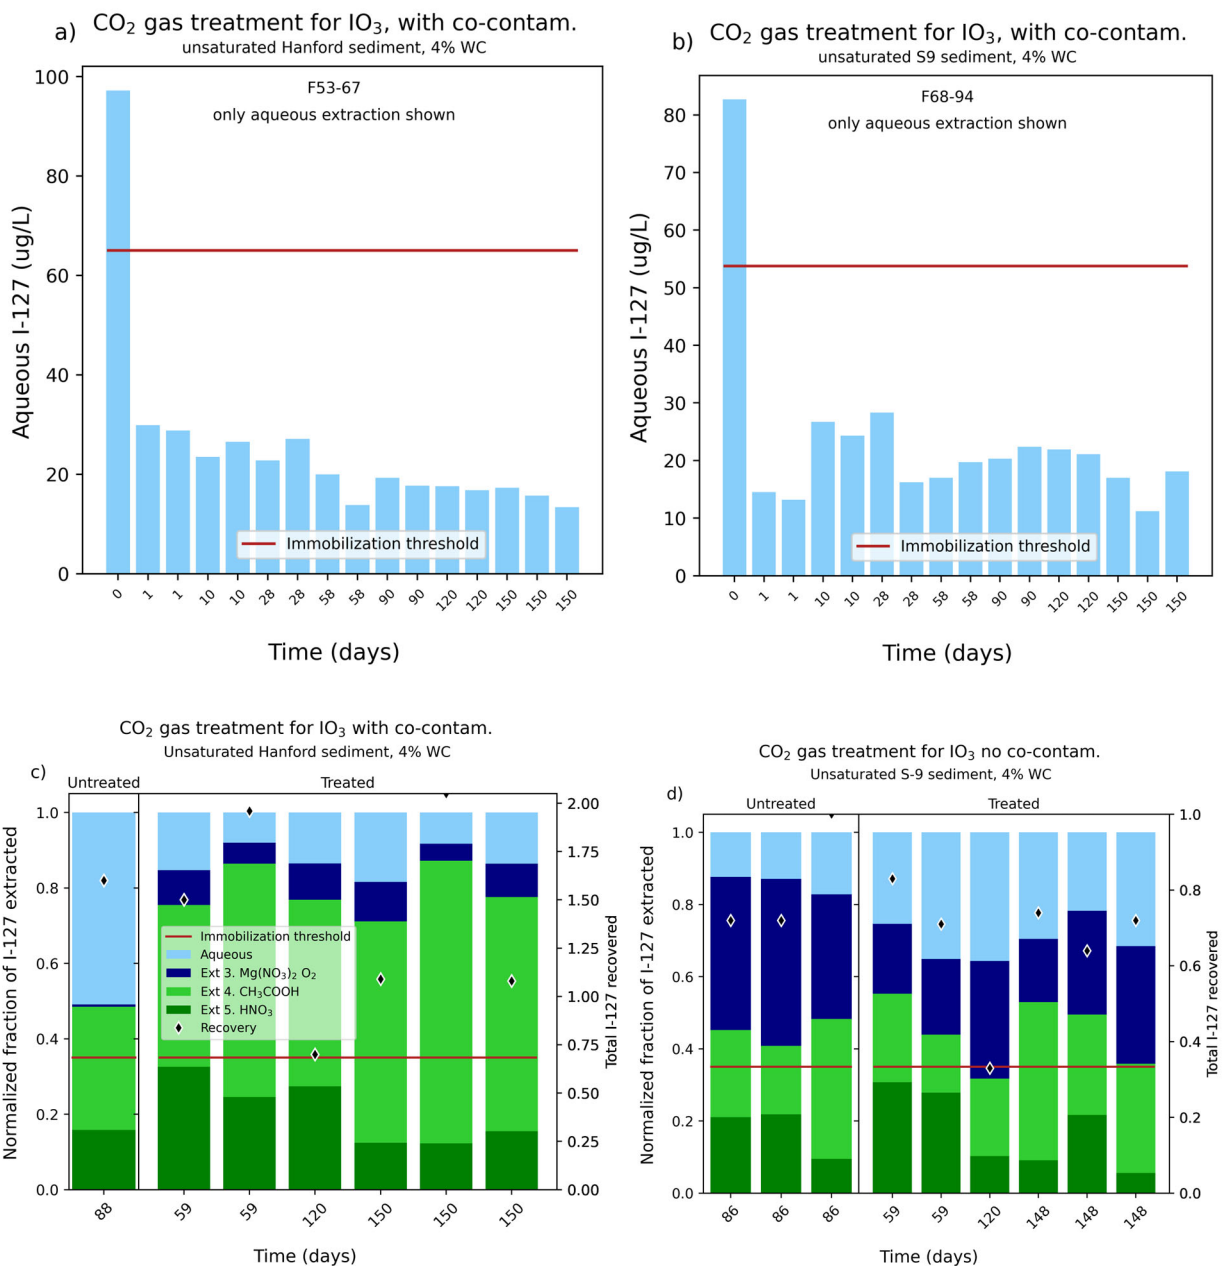 a)
CO₂ gas treatment for IO₃, with co-contam.
unsaturated Hanford sediment, 4% WC
F53-67
only aqueous extraction shown
Aqueous I-127 (ug/L)
100
80
60
40
20
0
Immobilization threshold
0 1 1 10 10 28 28 58 58 90 90 120 120 150 150 150
Time (days)
b)
CO₂ gas treatment for IO₃, with co-contam.
unsaturated S9 sediment, 4% WC
F68-94
only aqueous extraction shown
Aqueous I-127 (ug/L)
80
70
60
50
40
30
20
10
0
Immobilization threshold
0 1 1 10 10 28 28 58 58 90 90 120 120 150 150 150
Time (days)
c)
CO₂ gas treatment for IO₃ with co-contam.
Unsaturated Hanford sediment, 4% WC
Untreated Treated
Normalized fraction of I-127 extracted
1.0
0.8
0.6
0.4
0.2
0.0
Immobilization threshold
Aqueous
Ext 3. Mg(NO₃)₂ O₂
Ext 4. CH₃COOH
Ext 5. HNO₃
Recovery
2.00
1.75
1.50
1.25
1.00
0.75
0.50
0.25
0.00
Total I-127 recovered
88 59 59 120 150 150 150
Time (days)
d)
CO₂ gas treatment for IO₃ no co-contam.
Unsaturated S-9 sediment, 4% WC
Untreated Treated
Normalized fraction of I-127 extracted
1.0
0.8
0.6
0.4
0.2
0.0
1.0
0.8
0.6
0.4
0.2
0.0
Total I-127 recovered
86 86 86 59 59 120 148 148 148
Time (days)